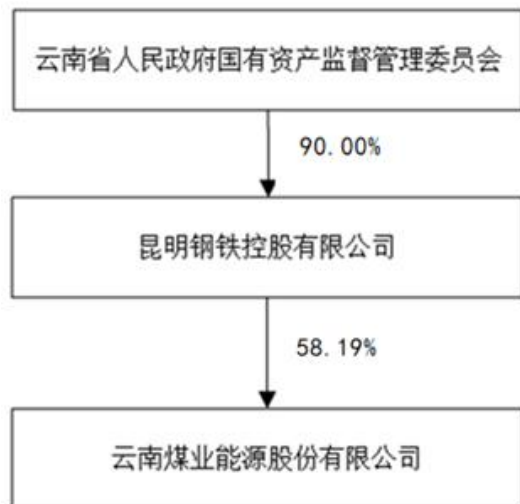 云南省人民政府国有资产监督管理委员会
90.00%
昆明钢铁控股有限公司
58.19%
云南煤业能源股份有限公司